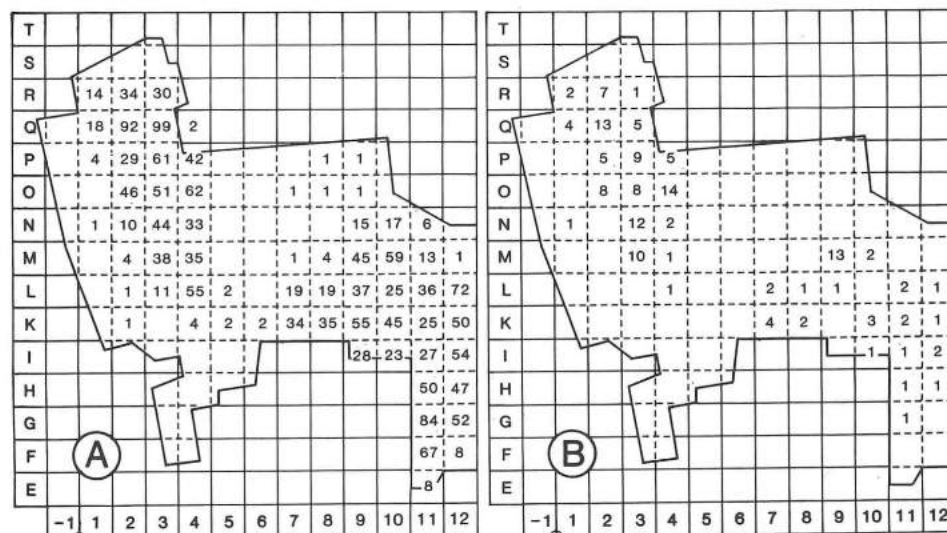 T
S
R 14 34 30
Q 18 92 99 2
P 4 29 61 42 1 1
O 46 51 62 1 1 1
N 1 10 44 33 15 17 6
M 4 38 35 1 4 45 59 13 1
L 1 11 55 2 19 19 37 25 36 72
K 1 4 2 2 34 35 55 45 25 50
I 28 23 27 54
H 50 47
G 84 52
F A 67 8
E 8
-1 1 2 3 4 5 6 7 8 9 10 11 12
T
S
R 2 7 1
Q 4 13 5
P 5 9 5
O 8 8 14
N 1 12 2
M 10 1 13 2
L 1 2 1 1 2 1
K 4 2 3 2 1
I 1 1 2
H 1 1
G 1
F B
E
-1 1 2 3 4 5 6 7 8 9 10 11 12